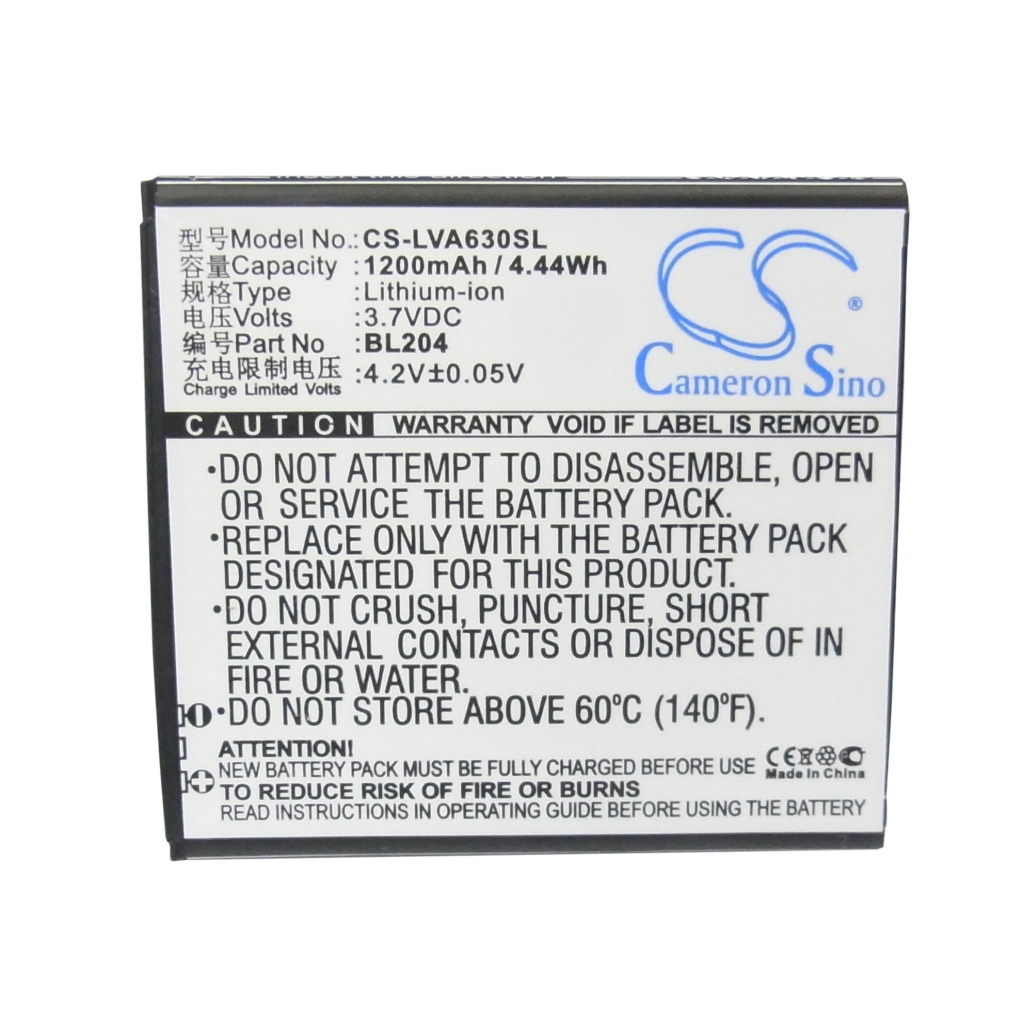 insert this direction
型号Model No.: CS-LVA630SL
容量Capacity :1200mAh / 4.44Wh
规格Type :Lithium-ion
电压Volts :3.7VDC
编号Part No :BL204
充电限制电压
Charge Limited Volts :4.2V±0.05V
CS ®
Cameron Sino
CAUTION WARRANTY VOID IF LABEL IS REMOVED
·DO NOT ATTEMPT TO DISASSEMBLE, OPEN
OR SERVICE THE BATTERY PACK.
·REPLACE ONLY WITH THE BATTERY PACK
DESIGNATED FOR THIS PRODUCT.
·DO NOT CRUSH, PUNCTURE, SHORT
EXTERNAL CONTACTS OR DISPOSE OF IN
FIRE OR WATER.
·DO NOT STORE ABOVE 60ºC (140ºF).
ATTENTION!
NEW BATTERY PACK MUST BE FULLY CHARGED BEFORE USE
CE
Made In China
TO REDUCE RISK OF FIRE OR BURNS
READ INSTRUCTIONS IN OPERATING GUIDE BEFORE USING THE BATTERY